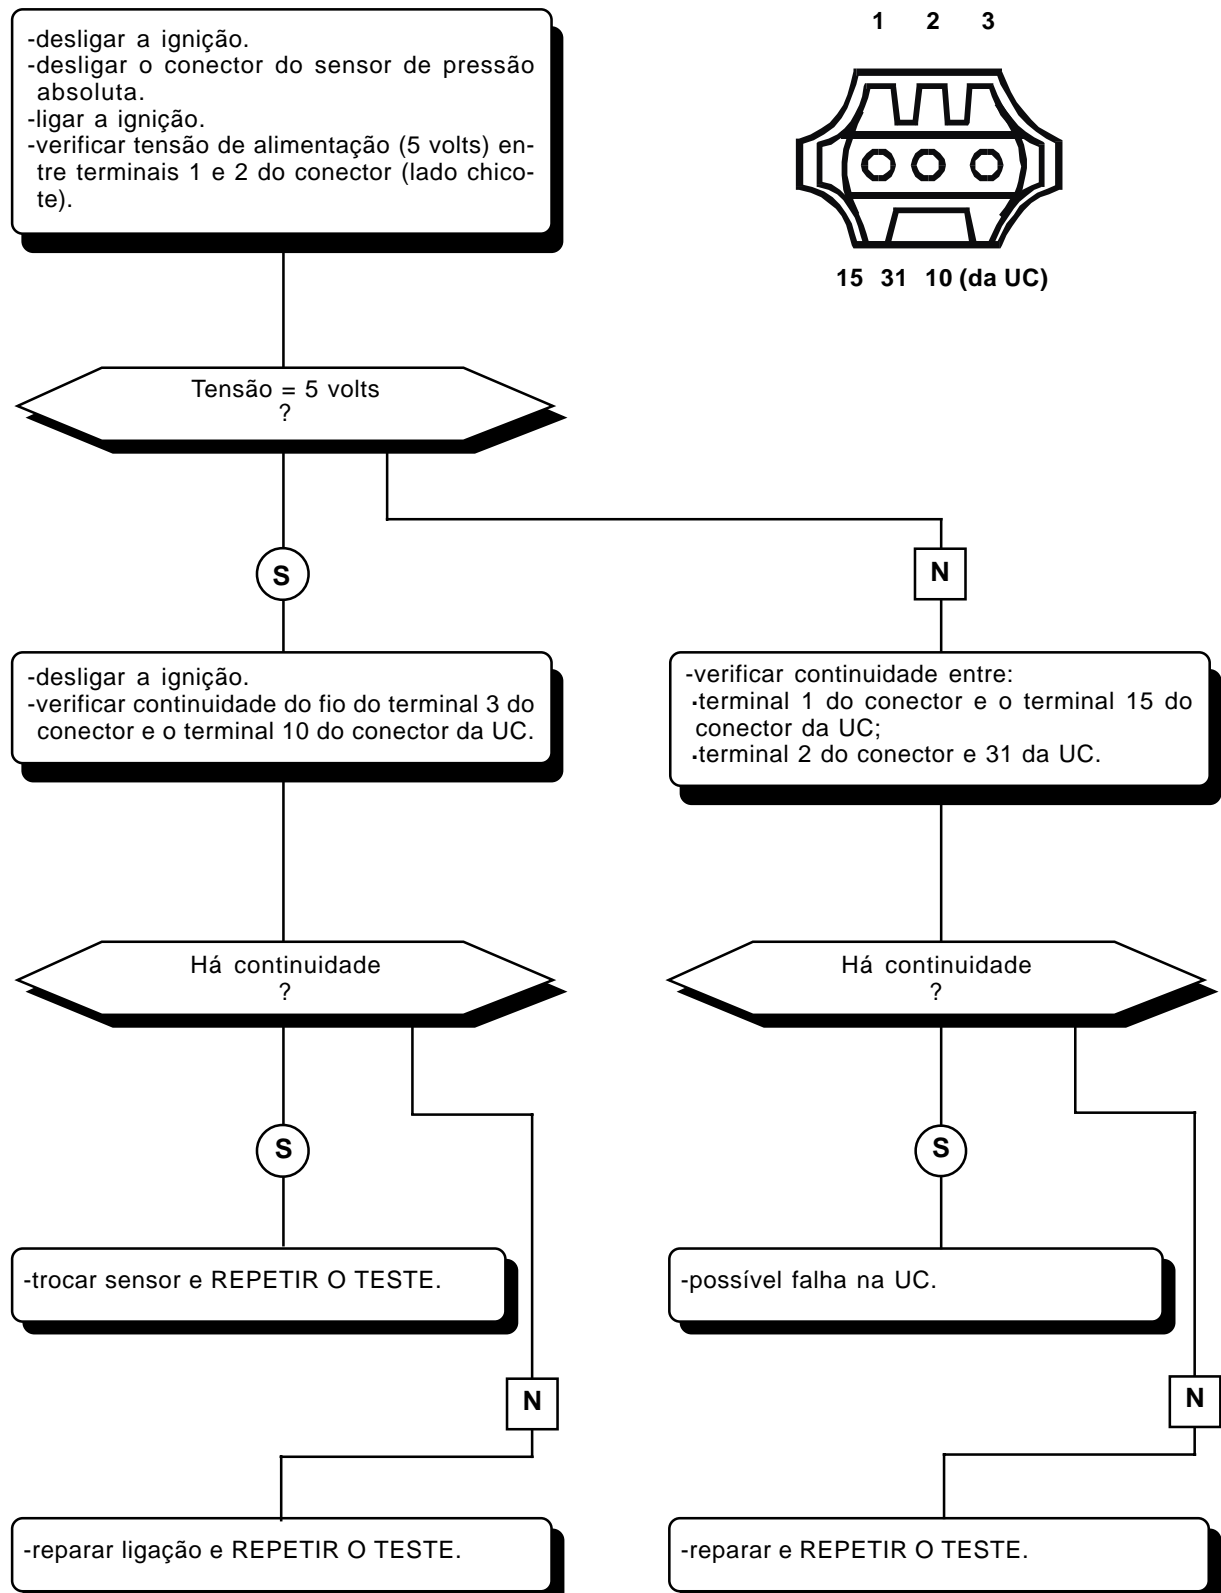 -desligar a ignição.
-desligar o conector do sensor de pressão
absoluta.
-ligar a ignição.
-verificar tensão de alimentação (5 volts) en-
tre terminais 1 e 2 do conector (lado chico-
te).
1 2 3
15 31 10 (da UC)
Tensão = 5 volts
?
S
N
-desligar a ignição.
-verificar continuidade do fio do terminal 3 do
conector e o terminal 10 do conector da UC.
-verificar continuidade entre:
·terminal 1 do conector e o terminal 15 do
conector da UC;
·terminal 2 do conector e 31 da UC.
Há continuidade
?
Há continuidade
?
S
S
-trocar sensor e REPETIR O TESTE.
-possível falha na UC.
N
N
-reparar ligação e REPETIR O TESTE.
-reparar e REPETIR O TESTE.